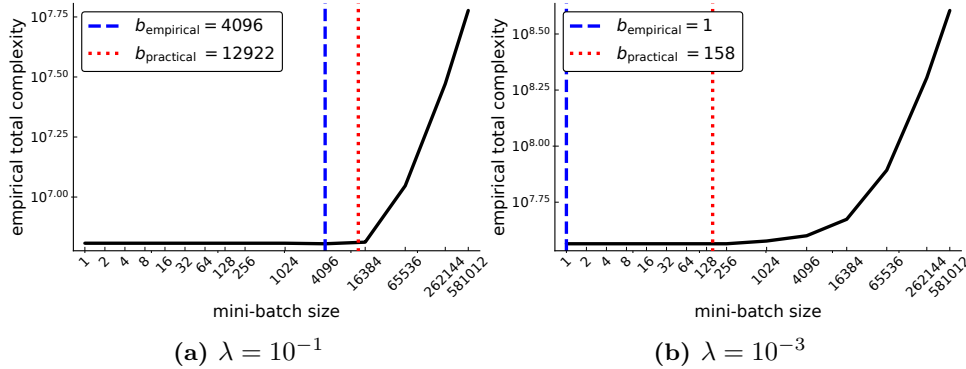 b_empirical = 4096
b_practical = 12922
10^7.75
10^7.50
10^7.25
10^7.00
empirical total complexity
1 2 4 8 16 32 64 128 256 1024 4096 16384 65536 262144 581012
mini-batch size
(a) λ = 10^−1
b_empirical = 1
b_practical = 158
10^8.50
10^8.25
10^8.00
10^7.75
empirical total complexity
1 2 4 8 16 32 64 128 256 1024 4096 16384 65536 262144 581012
mini-batch size
(b) λ = 10^−3